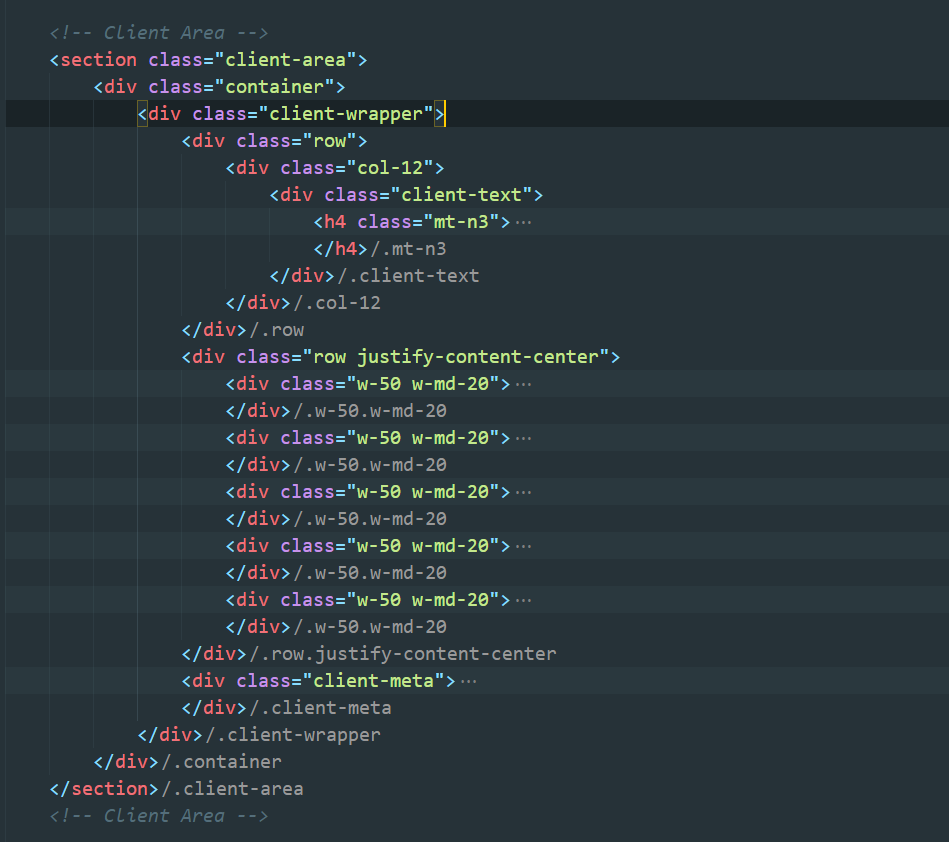 <!-- Client Area -->
<section class="client-area">
<div class="container">
<div class="client-wrapper">
<div class="row">
<div class="col-12">
<div class="client-text">
<h4 class="mt-n3">···
</h4>/.mt-n3
</div>/.client-text
</div>/.col-12
</div>/.row
<div class="row justify-content-center">
<div class="w-50 w-md-20">···
</div>/.w-50.w-md-20
<div class="w-50 w-md-20">···
</div>/.w-50.w-md-20
<div class="w-50 w-md-20">···
</div>/.w-50.w-md-20
<div class="w-50 w-md-20">···
</div>/.w-50.w-md-20
<div class="w-50 w-md-20">···
</div>/.w-50.w-md-20
</div>/.row.justify-content-center
<div class="client-meta">···
</div>/.client-meta
</div>/.client-wrapper
</div>/.container
</section>/.client-area
<!-- Client Area -->